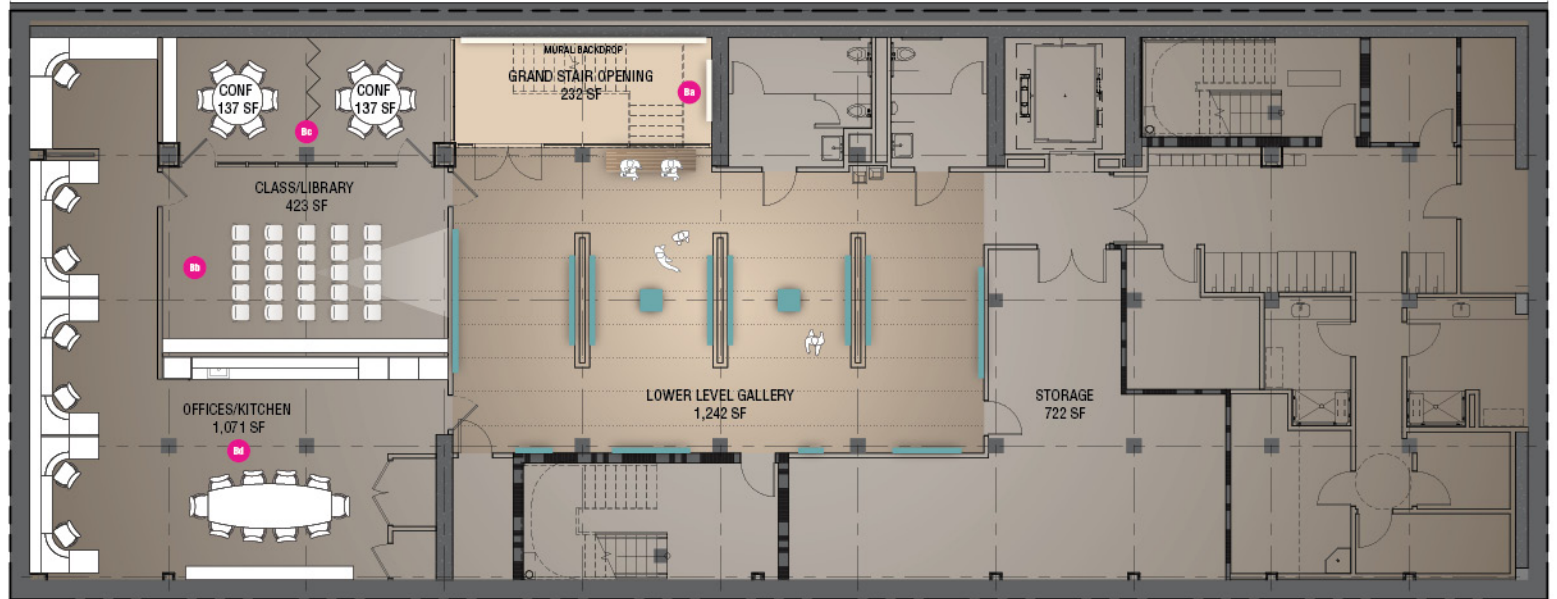 MURAL BACKDROP
GRAND STAIR OPENING
232 SF
Ba
CONF
137 SF
CONF
137 SF
Bc
CLASS/LIBRARY
423 SF
Bb
LOWER LEVEL GALLERY
1,242 SF
STORAGE
722 SF
OFFICES/KITCHEN
1,071 SF
Bd